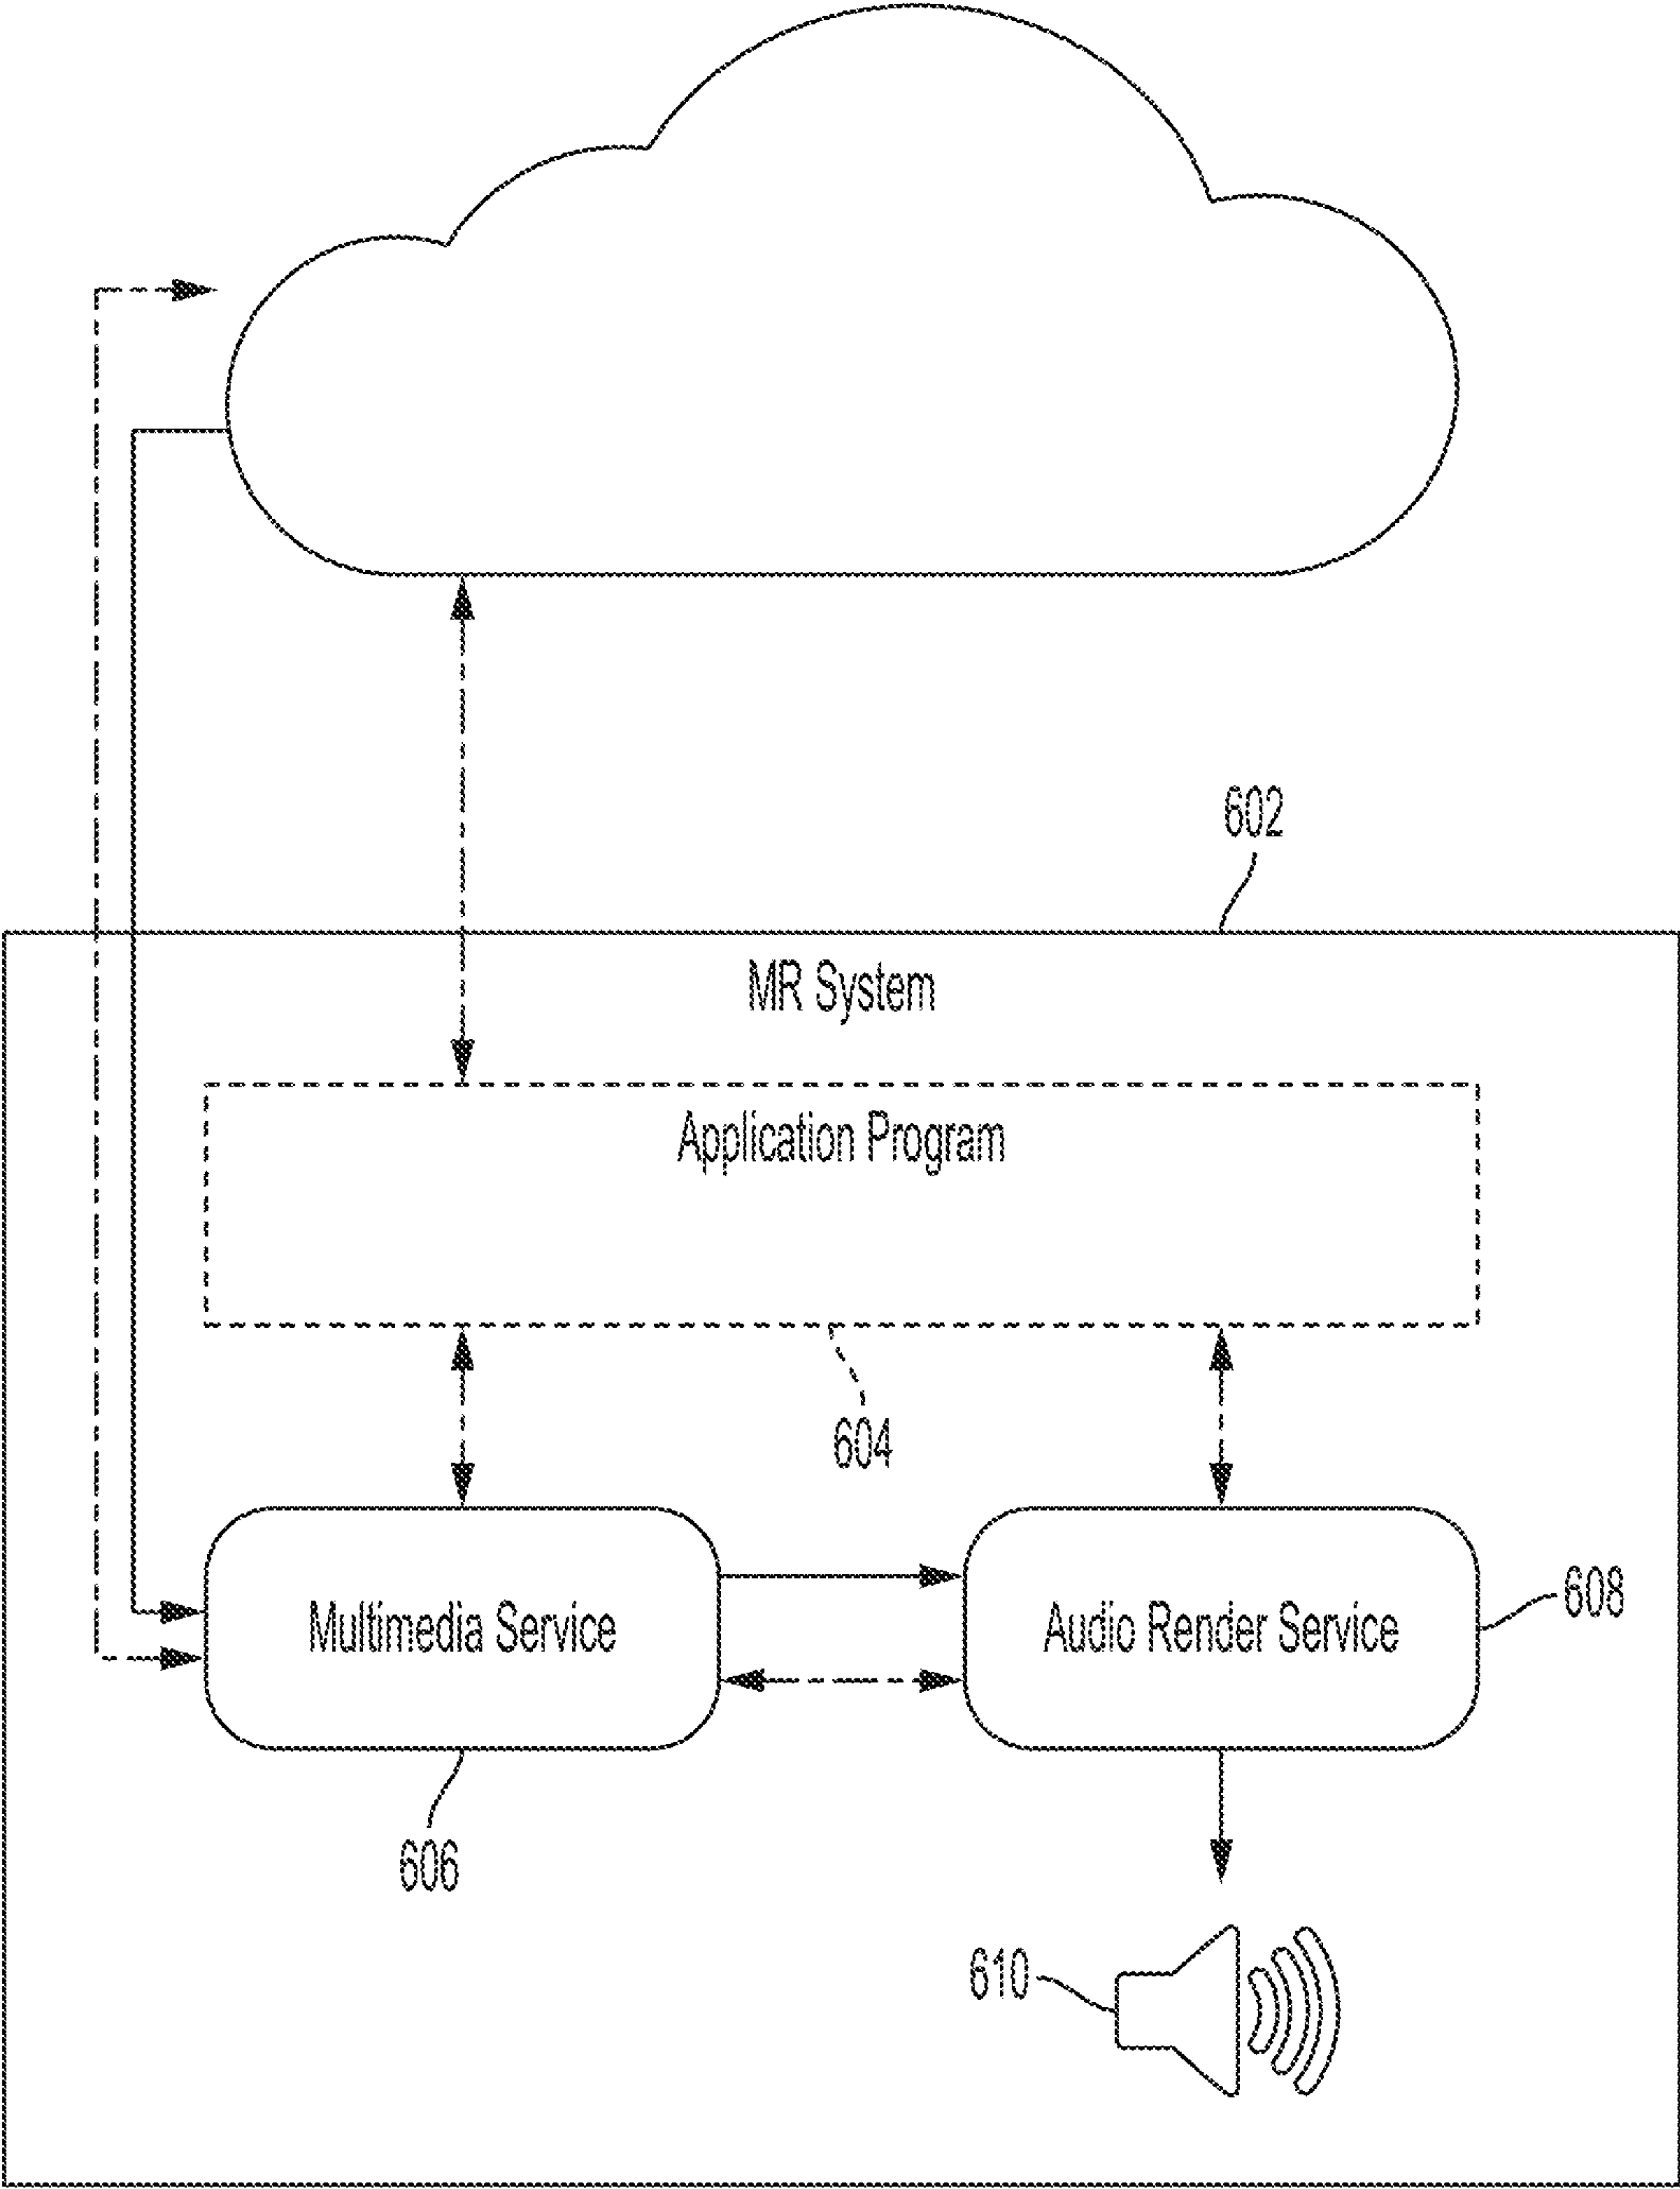 602
MR System
Application Program
604
Multimedia Service
Audio Render Service
608
606
610